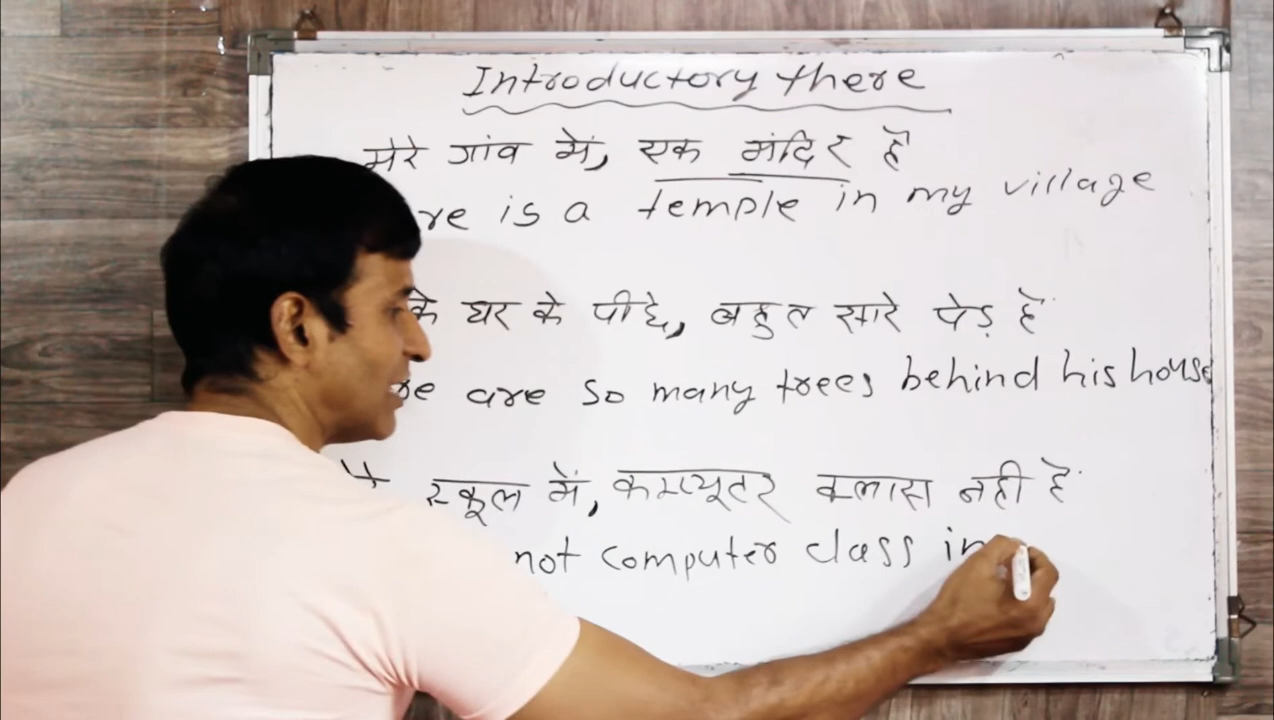 Introductory there
मेरे गांव में, एक मंदिर है
re is a temple in my village
के घर के पीछे, बहुत सारे पेड़ हैं
re are so many trees behind his house
स्कूल में, कम्प्यूटर क्लास नही है
not computer class in